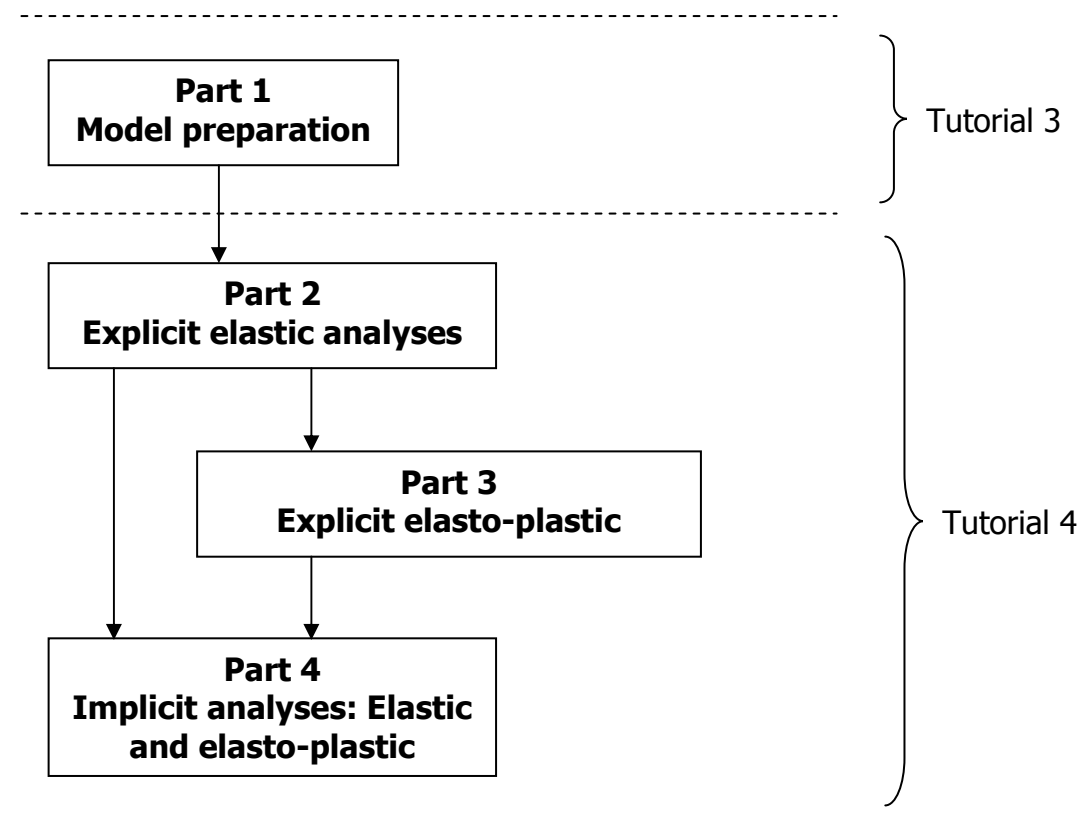 Part 1
Model preparation
Tutorial 3
Part 2
Explicit elastic analyses
Part 3
Explicit elasto-plastic
Tutorial 4
Part 4
Implicit analyses: Elastic
and elasto-plastic